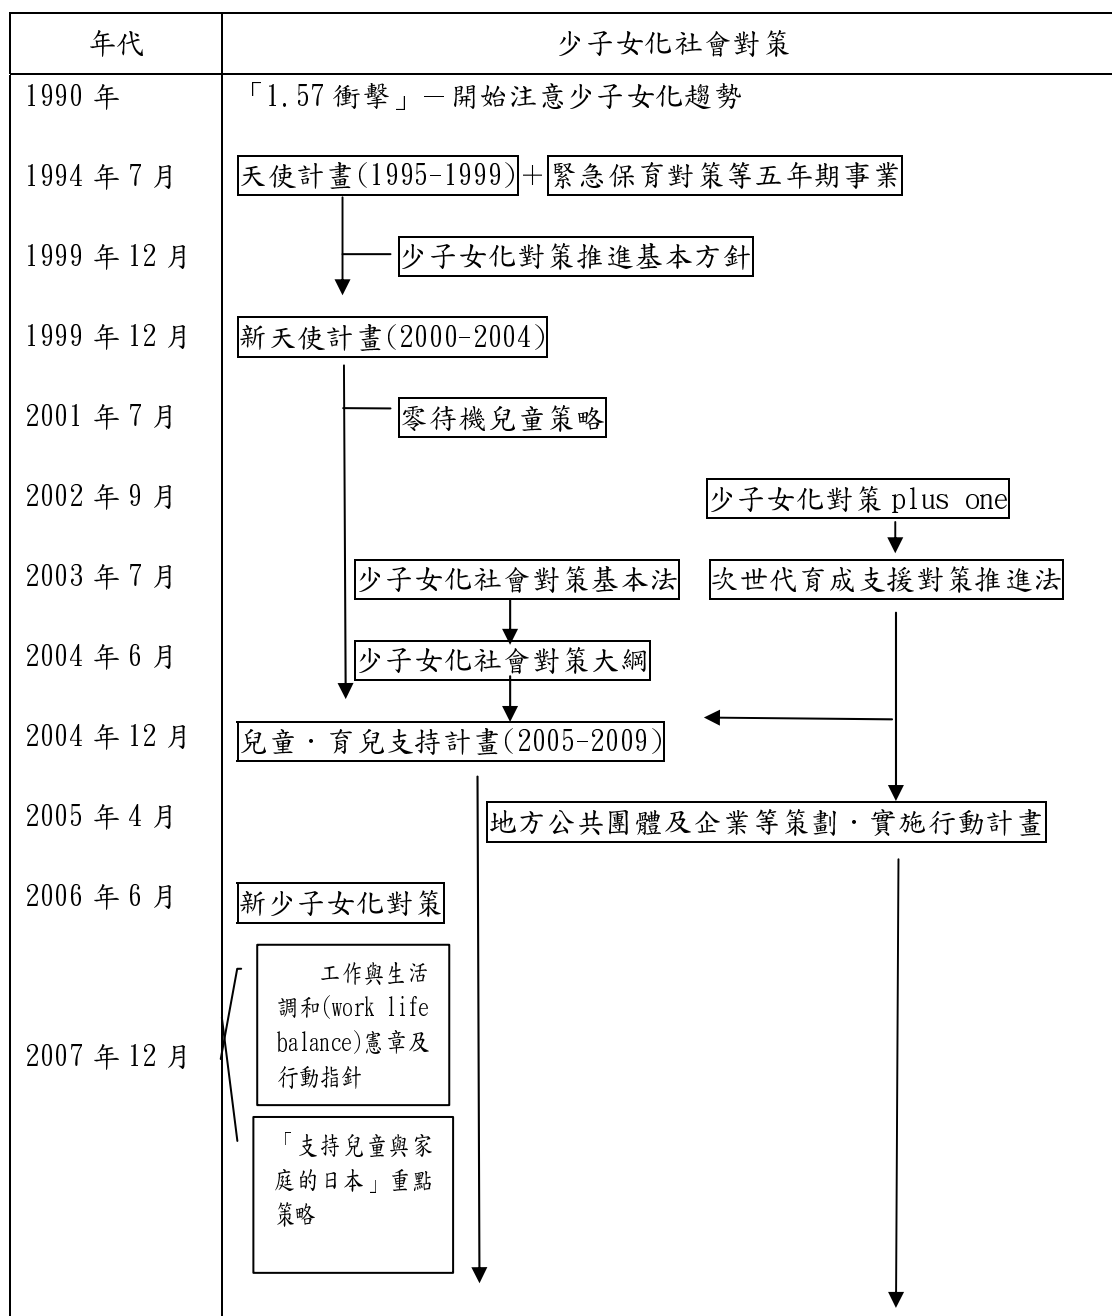 年代 少子女化社會對策
1990 年 「1.57 衝擊」－開始注意少子女化趨勢
1994 年 7 月 天使計畫(1995-1999)＋緊急保育對策等五年期事業
1999 年 12 月 少子女化對策推進基本方針
1999 年 12 月 新天使計畫(2000-2004)
2001 年 7 月 零待機兒童策略
2002 年 9 月 少子女化對策 plus one
2003 年 7 月 少子女化社會對策基本法 次世代育成支援對策推進法
2004 年 6 月 少子女化社會對策大綱
2004 年 12 月 兒童‧育兒支持計畫(2005-2009)
2005 年 4 月 地方公共團體及企業等策劃‧實施行動計畫
2006 年 6 月 新少子女化對策
2007 年 12 月
工作與生活
調和(work life
balance)憲章及
行動指針
「支持兒童與家
庭的日本」重點
策略